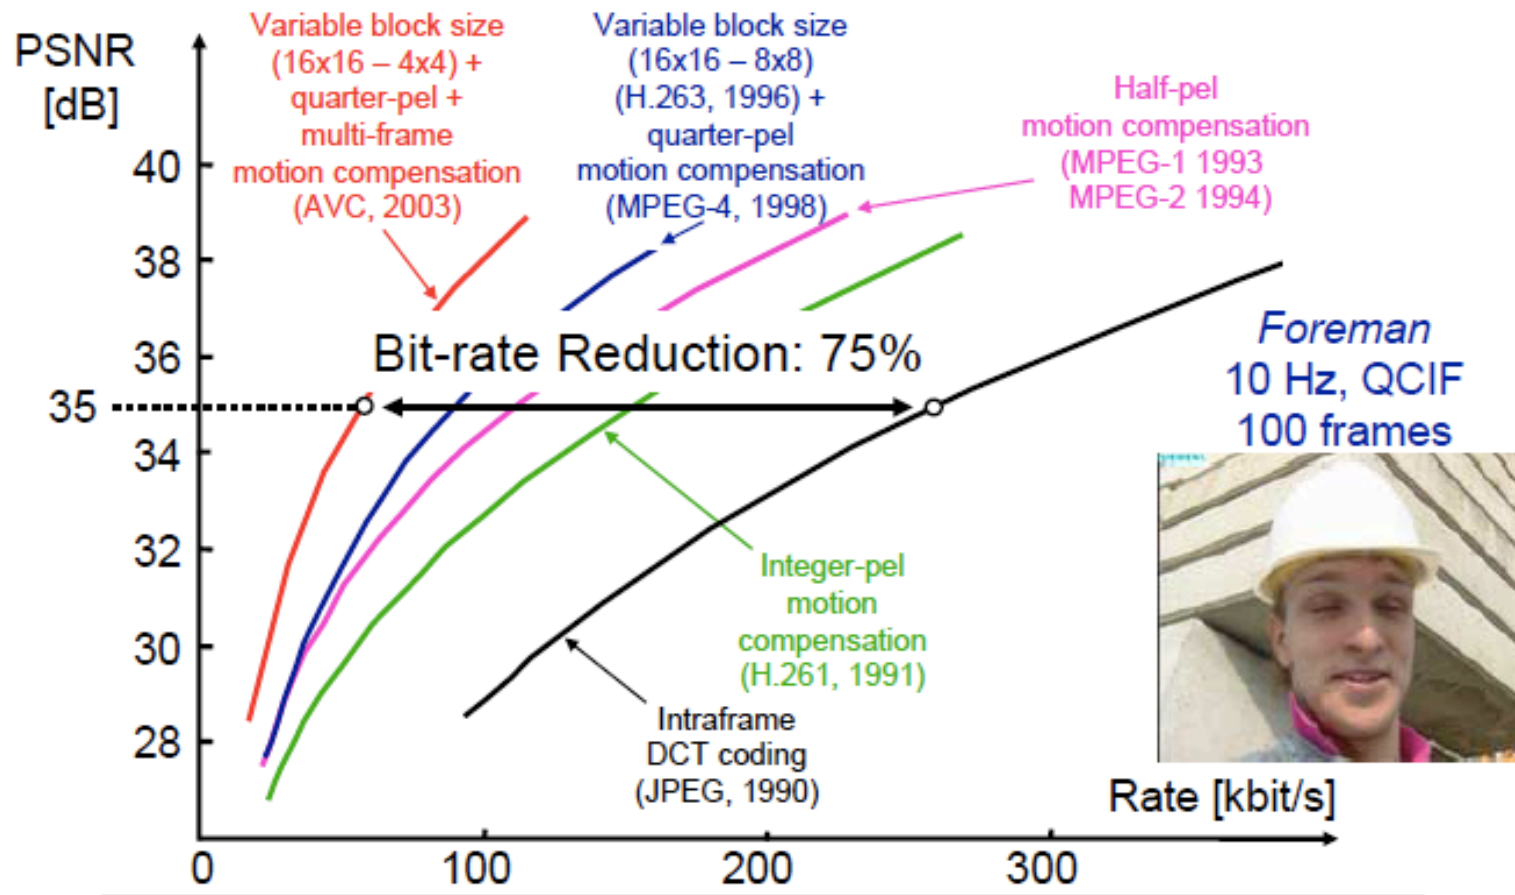 PSNR
[dB]
Variable block size
(16x16 – 4x4) +
quarter-pel +
multi-frame
motion compensation
(AVC, 2003)
Variable block size
(16x16 – 8x8)
(H.263, 1996) +
quarter-pel
motion compensation
(MPEG-4, 1998)
Half-pel
motion compensation
(MPEG-1 1993
MPEG-2 1994)
40
38
36
35
34
32
30
28
Bit-rate Reduction: 75%
Foreman
10 Hz, QCIF
100 frames
Integer-pel
motion
compensation
(H.261, 1991)
Intraframe
DCT coding
(JPEG, 1990)
Rate [kbit/s]
0
100
200
300